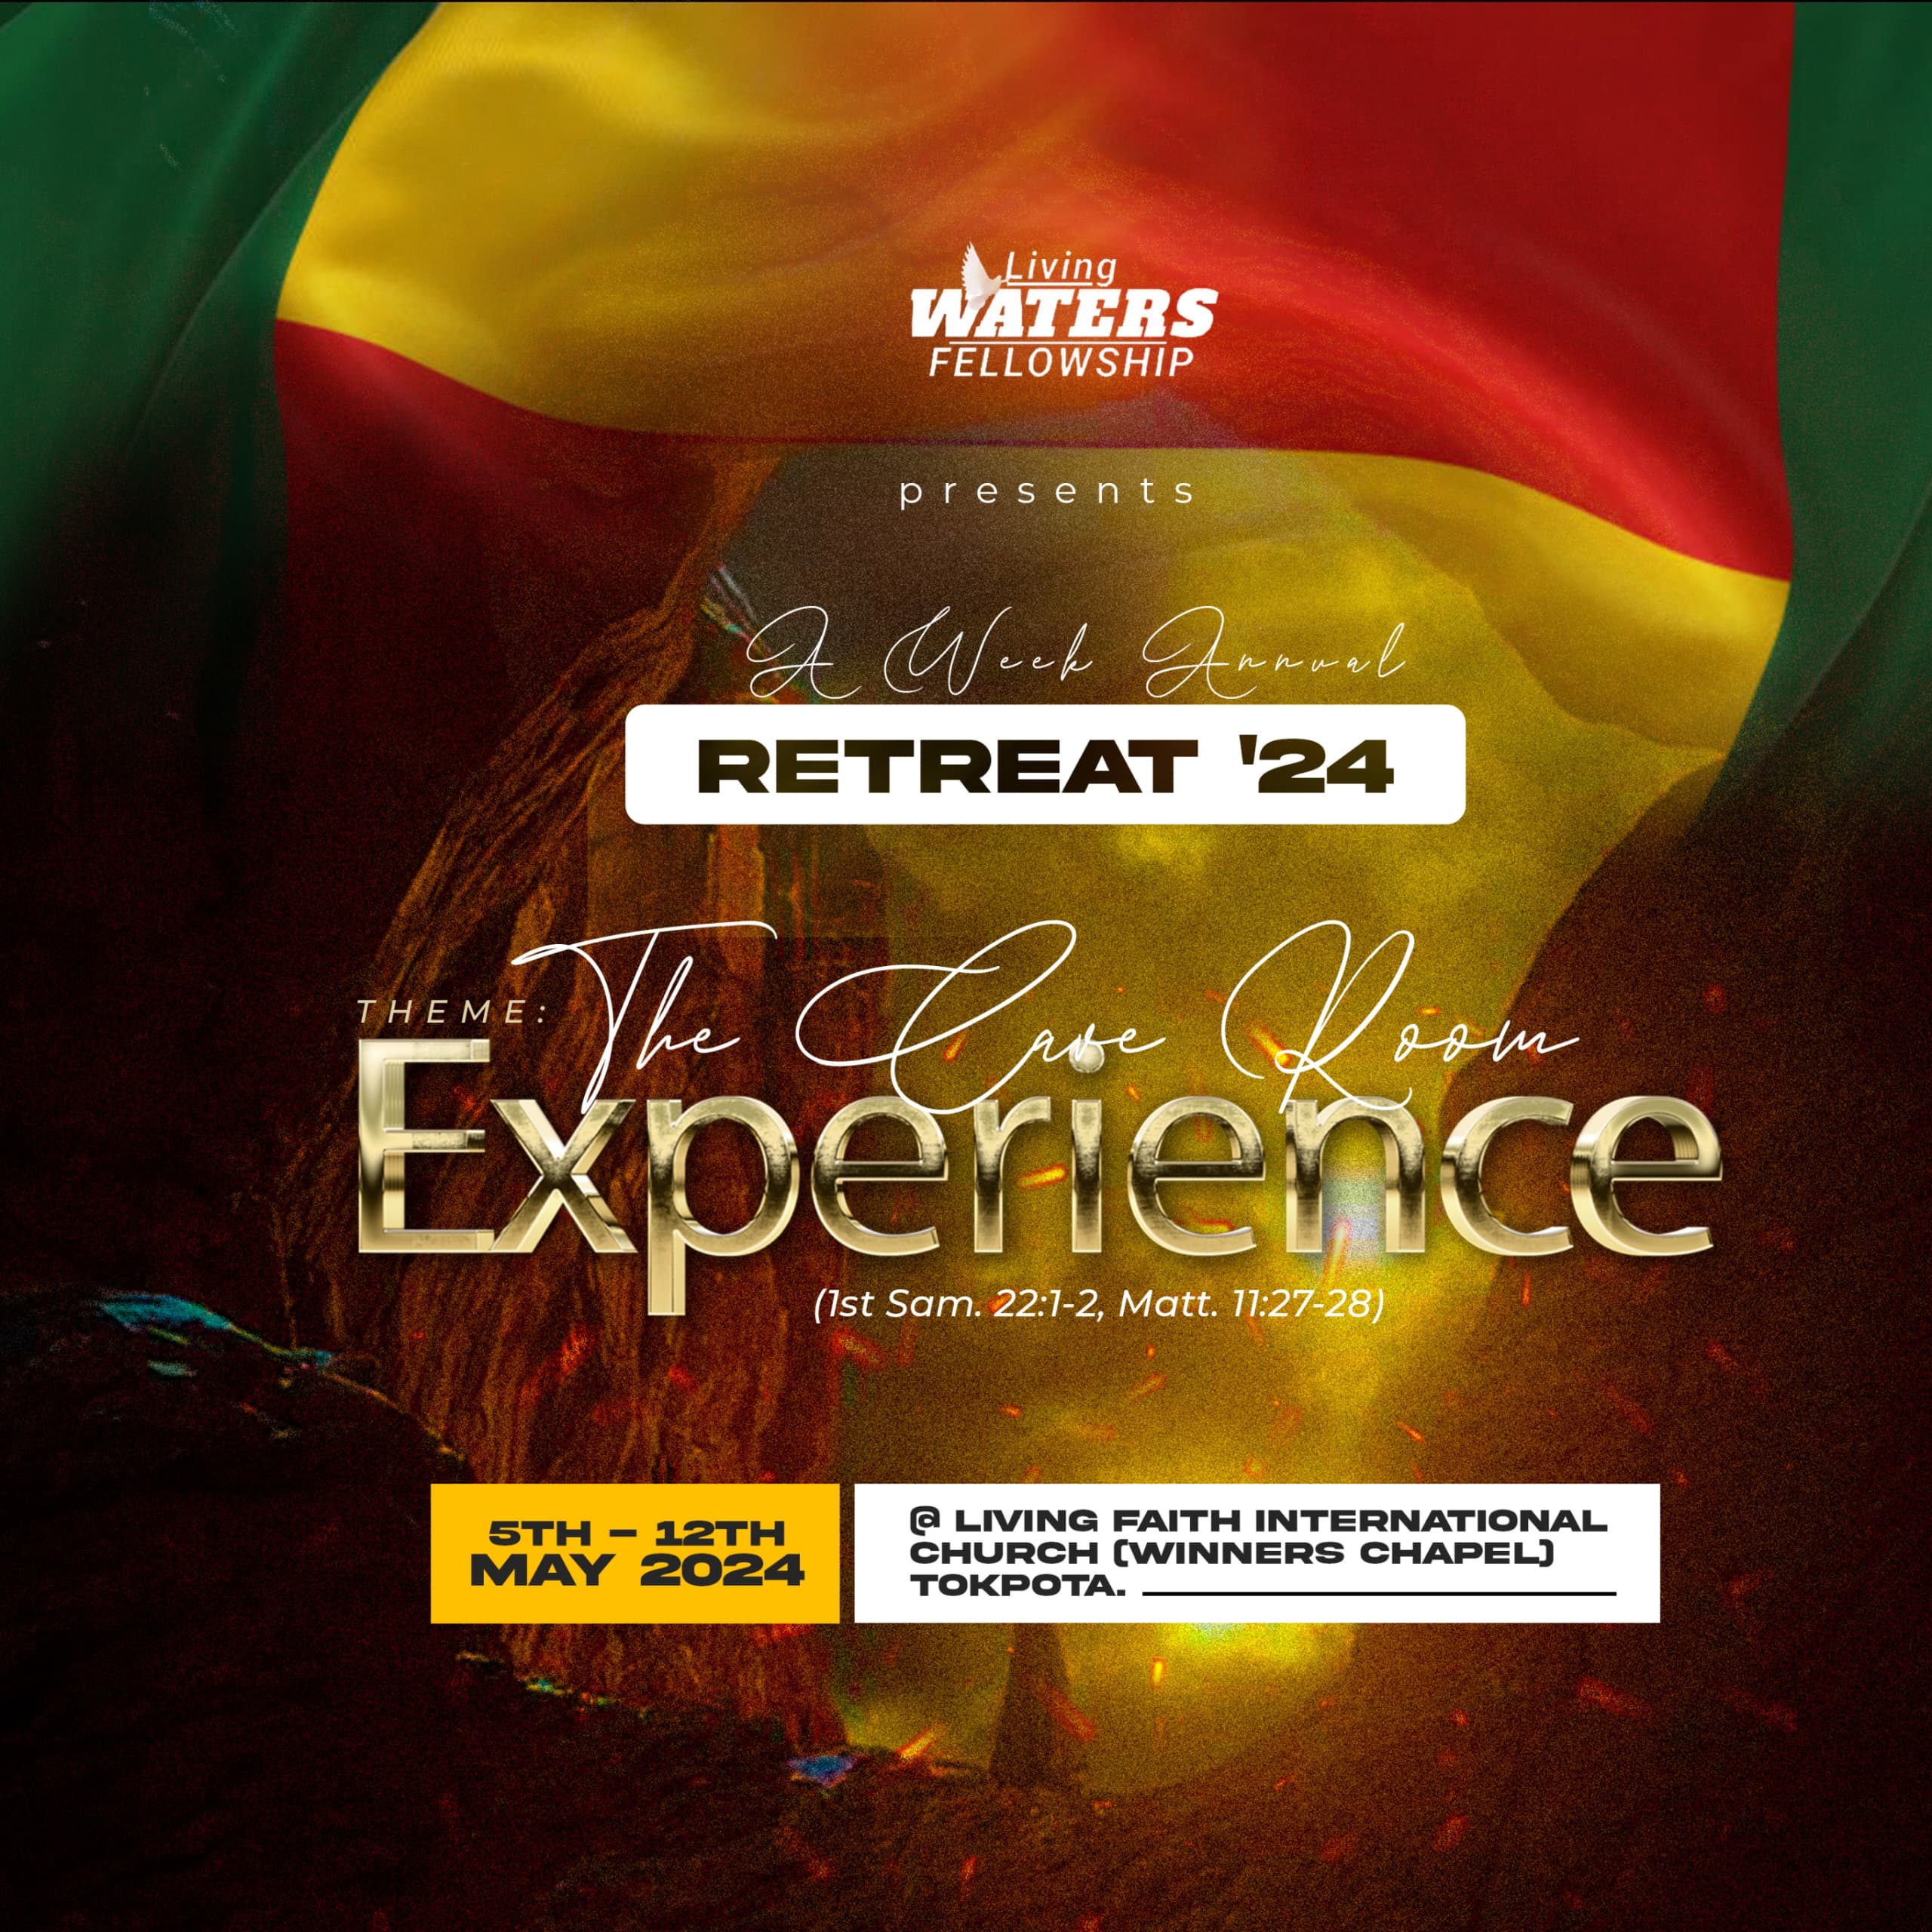 Living
WATERS
FELLOWSHIP
presents
A Week Annual
RETREAT '24
THEME: The Cave Room
Experience
(1st Sam. 22:1-2, Matt. 11:27-28)
5TH - 12TH
MAY 2024
@ LIVING FAITH INTERNATIONAL
CHURCH (WINNERS CHAPEL)
TOKPOTA.